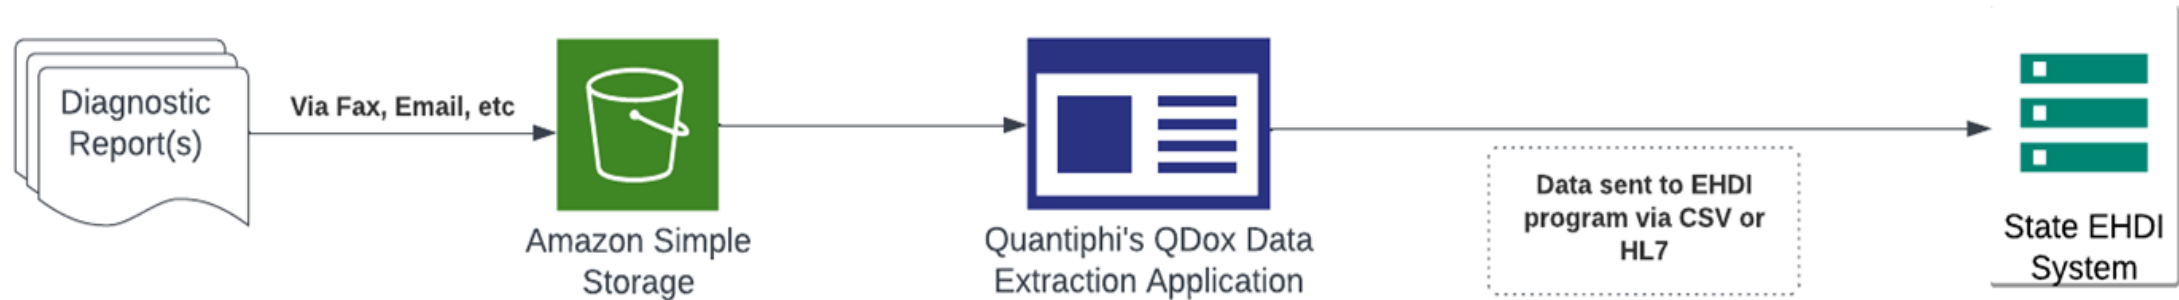 Diagnostic
Report(s)
Via Fax, Email, etc
Amazon Simple
Storage
Quantiphi's QDox Data
Extraction Application
Data sent to EHDI
program via CSV or
HL7
State EHDI
System